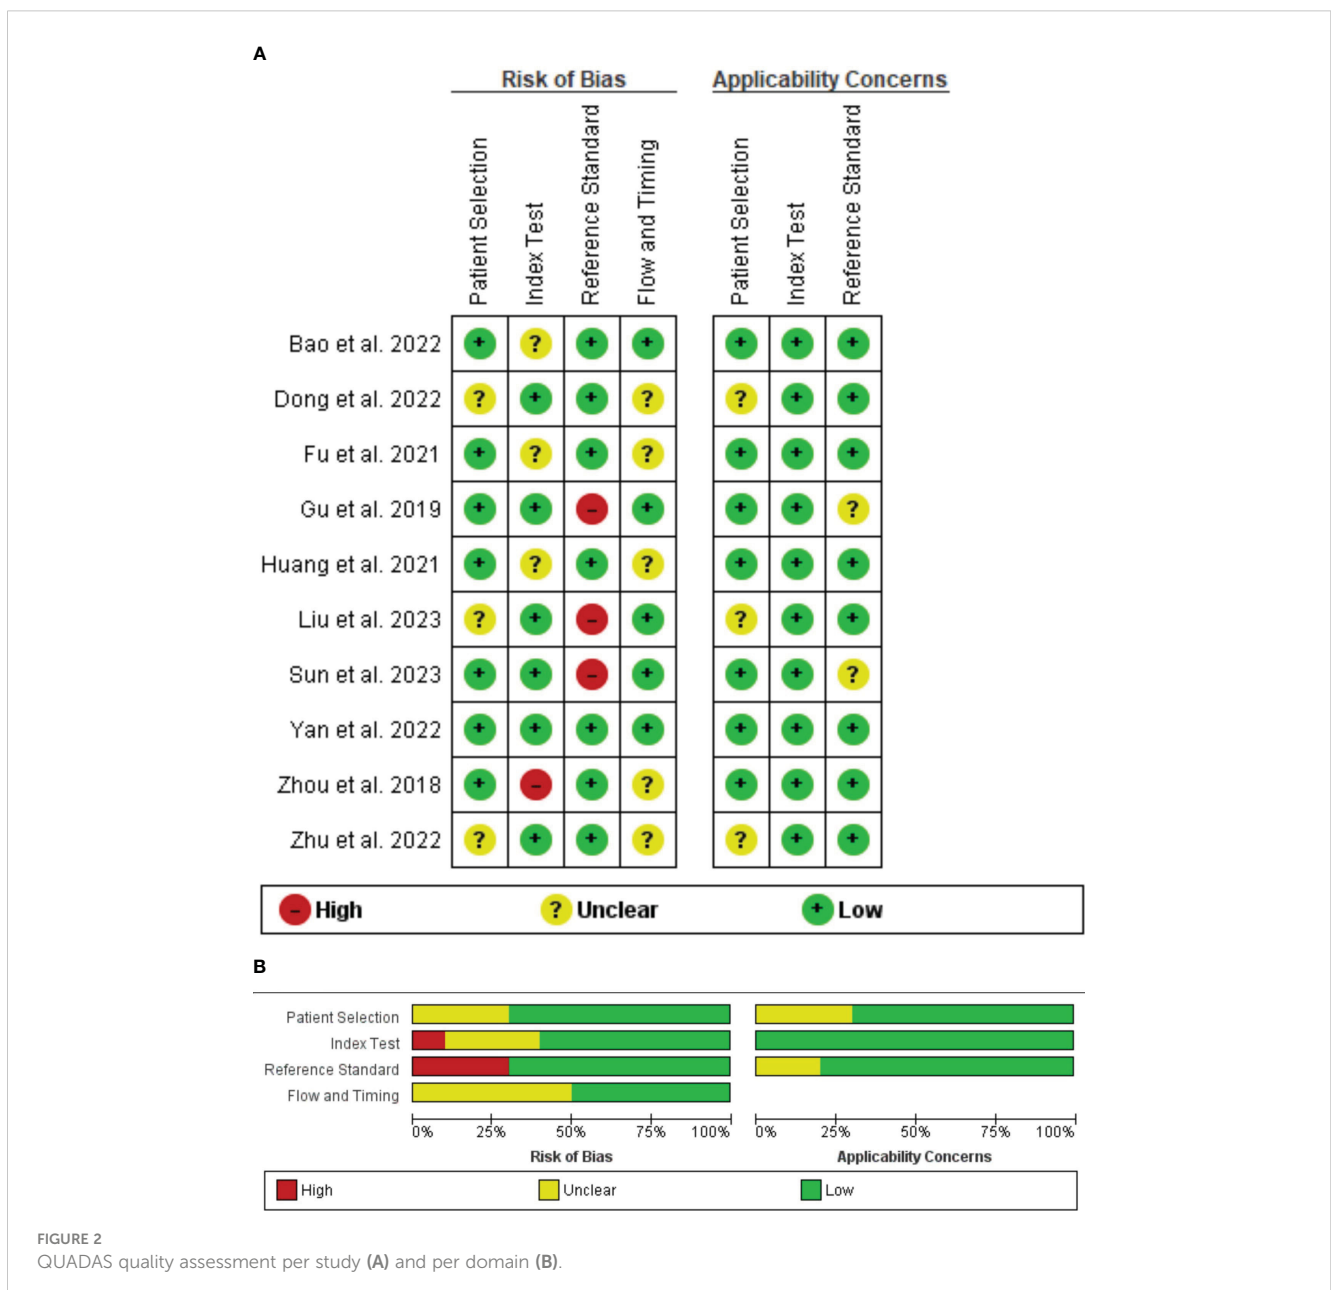 A
Risk of Bias
Applicability Concerns
Patient Selection
Index Test
Reference Standard
Flow and Timing
Patient Selection
Index Test
Reference Standard
Bao et al. 2022 + ? + + + + +
Dong et al. 2022 ? + + ? ? + +
Fu et al. 2021 + ? + ? + + +
Gu et al. 2019 + + - + + + ?
Huang et al. 2021 + ? + ? + + +
Liu et al. 2023 ? + - + ? + +
Sun et al. 2023 + + - + + + ?
Yan et al. 2022 + + + + + + +
Zhou et al. 2018 + - + ? + + +
Zhu et al. 2022 ? + + ? ? + +
- High ? Unclear + Low
B
Patient Selection
Index Test
Reference Standard
Flow and Timing
0% 25% 50% 75% 100% 0% 25% 50% 75% 100%
Risk of Bias Applicability Concerns
High Unclear Low
FIGURE 2
QUADAS quality assessment per study (A) and per domain (B).